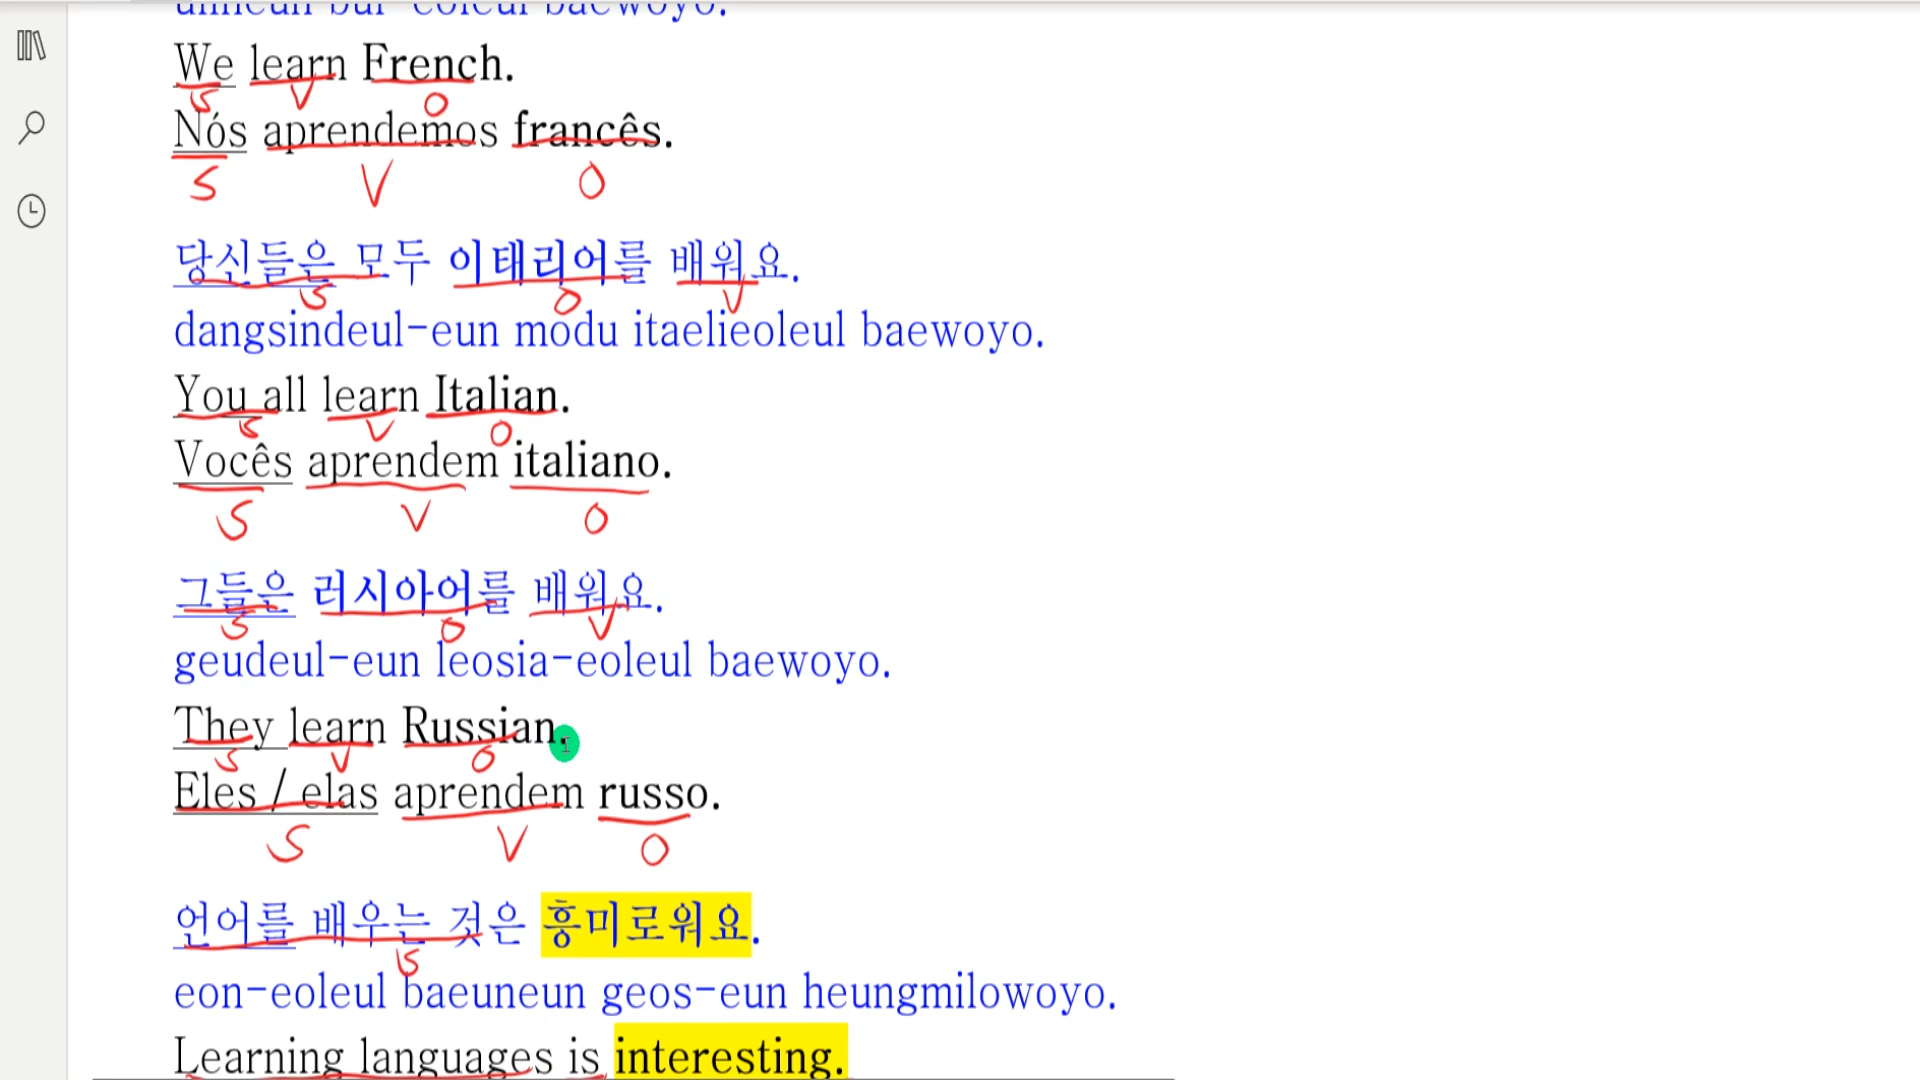 We learn French.
S V O
Nós aprendemos francês.
S V O
당신들은 모두 이태리어를 배워요.
S O V
dangsindeul-eun modu itaelieoleul baewoyo.
You all learn Italian.
S V O
Vocês aprendem italiano.
S V O
그들은 러시아어를 배워요.
S O V
geudeul-eun leosia-eoleul baewoyo.
They learn Russian.
S V O
Eles / elas aprendem russo.
S V O
언어를 배우는 것은 흥미로워요.
S
eon-eoleul baeuneun geos-eun heungmilowoyo.
Learning languages is interesting.